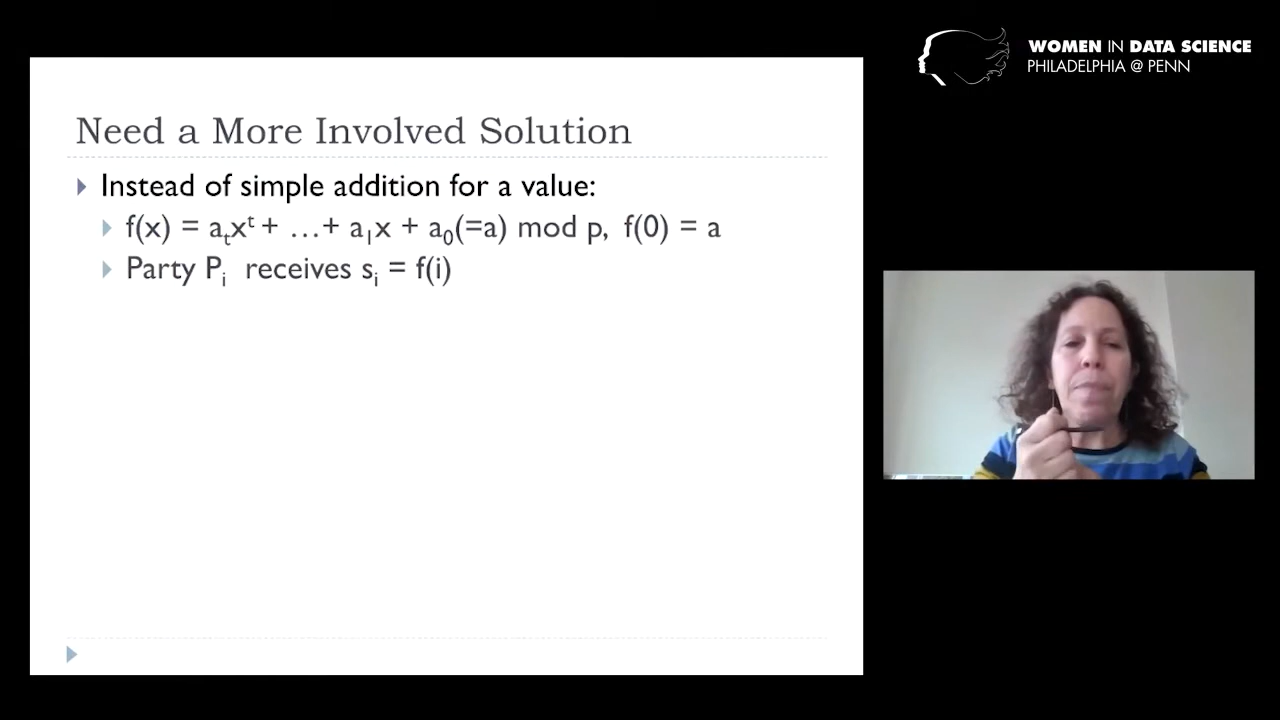 WOMEN IN DATA SCIENCE
PHILADELPHIA @ PENN
Need a More Involved Solution
Instead of simple addition for a value:
f(x) = aₜxᵗ + …+ a₁x + a₀(=a) mod p, f(0) = a
Party Pᵢ receives sᵢ = f(i)